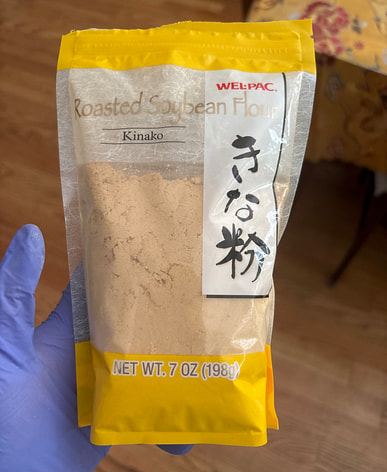 WEL-PAC®
Roasted Soybean Flour
Kinako
きな粉
NET WT. 7 OZ (198g)